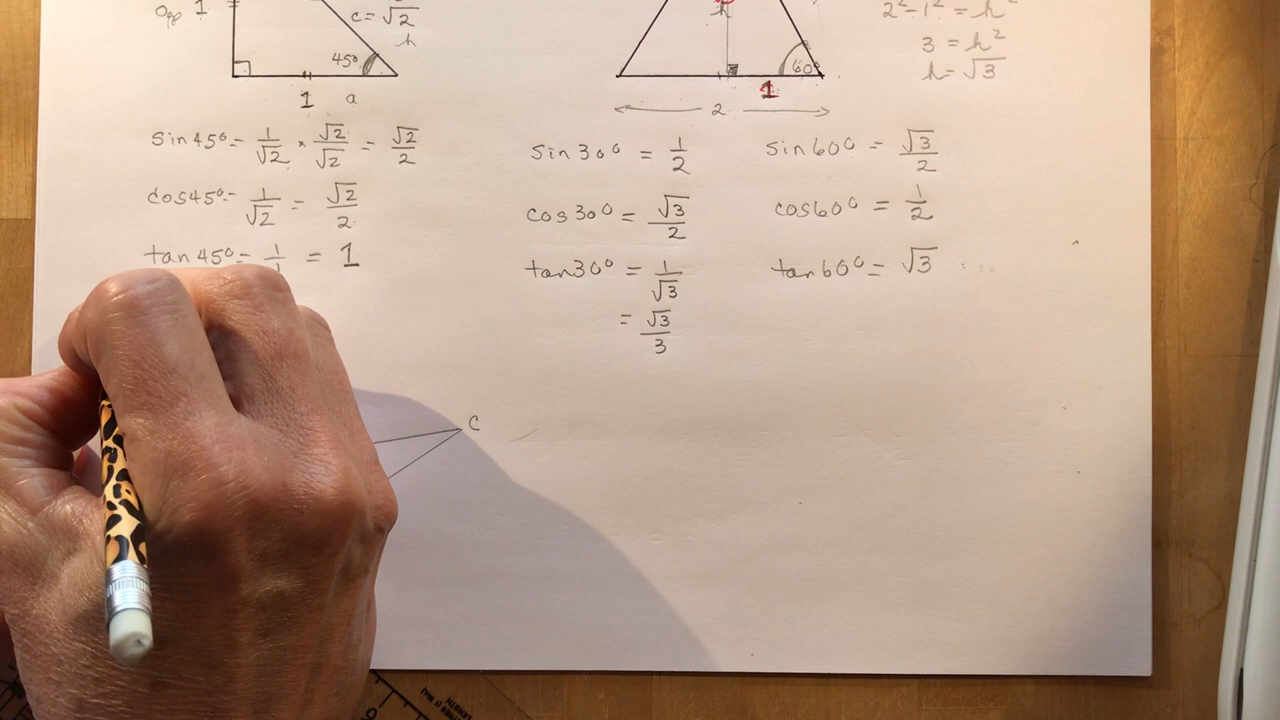 Opp 1
c = √2
h
45°
1 a
sin 45° = 1/√2 × √2/√2 = √2/2
cos 45° = 1/√2 = √2/2
tan 45° = 1/1 = 1
h
60°
1
2
2² - 1² = h²
3 = h²
h = √3
sin 30° = 1/2
cos 30° = √3/2
tan 30° = 1/√3
= √3/3
sin 60° = √3/2
cos 60° = 1/2
tan 60° = √3
C
LENGTH